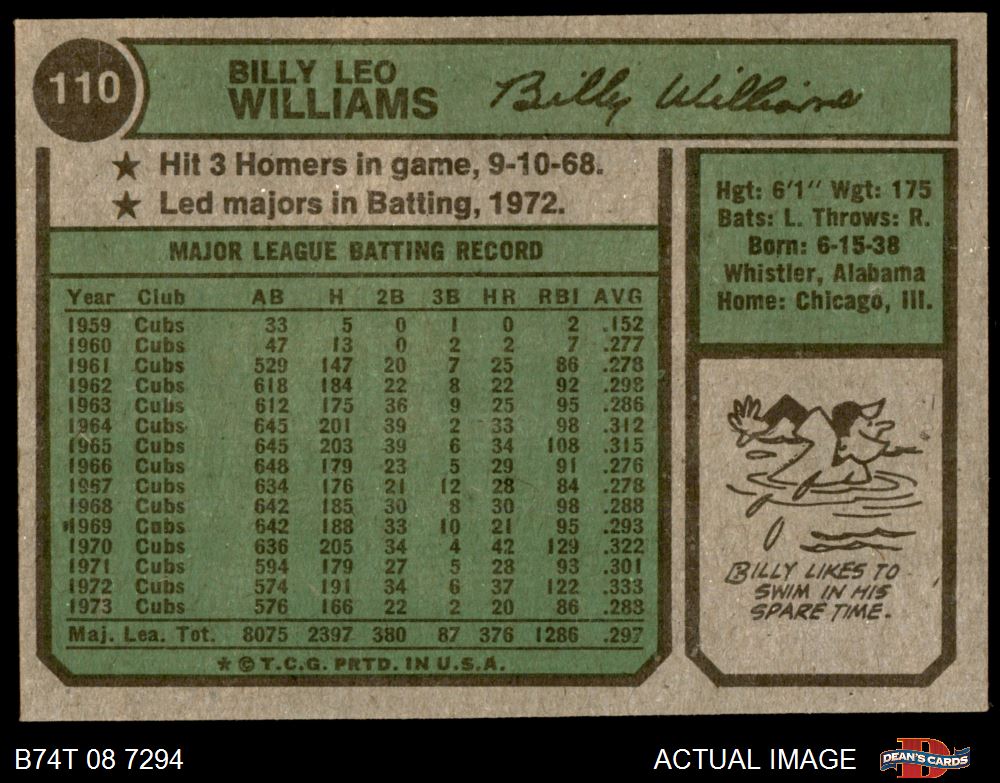 110
BILLY LEO
WILLIAMS
Billy Williams
★ Hit 3 Homers in game, 9-10-68.
★ Led majors in Batting, 1972.
MAJOR LEAGUE BATTING RECORD
Year Club AB H 2B 3B HR RBI AVG
1959 Cubs 33 5 0 1 0 2 .152
1960 Cubs 47 13 0 2 2 7 .277
1961 Cubs 529 147 20 7 25 86 .278
1962 Cubs 618 184 22 8 22 92 .298
1963 Cubs 612 175 36 9 25 95 .286
1964 Cubs 645 201 39 2 33 98 .312
1965 Cubs 645 203 39 6 34 108 .315
1966 Cubs 648 179 23 5 29 91 .276
1967 Cubs 634 176 21 12 28 84 .278
1968 Cubs 642 185 30 8 30 98 .288
1969 Cubs 642 188 33 10 21 95 .293
1970 Cubs 636 205 34 4 42 129 .322
1971 Cubs 594 179 27 5 28 93 .301
1972 Cubs 574 191 34 6 37 122 .333
1973 Cubs 576 166 22 2 20 86 .288
Maj. Lea. Tot. 8075 2397 380 87 376 1286 .297
★ © T.C.G. PRTD. IN U.S.A.
Hgt: 6'1" Wgt: 175
Bats: L. Throws: R.
Born: 6-15-38
Whistler, Alabama
Home: Chicago, Ill.
BILLY LIKES TO
SWIM IN HIS
SPARE TIME.
B74T 08 7294
ACTUAL IMAGE
DEAN'S CARDS